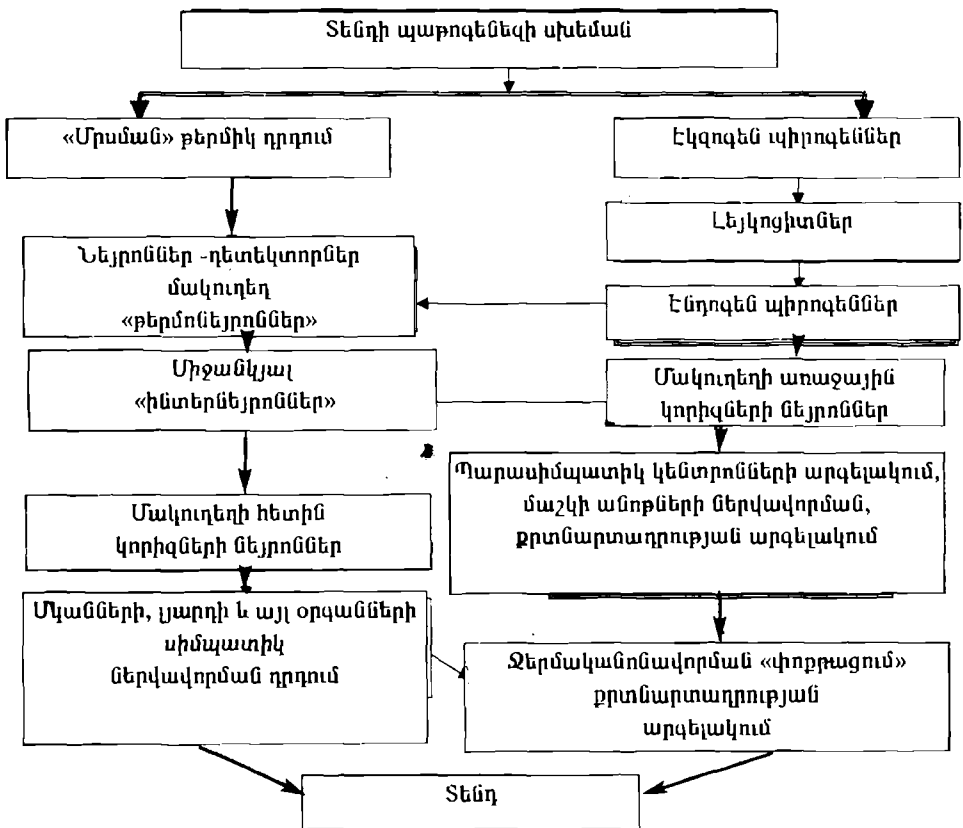 Տենդի պաթոգենեզի սխեման
«Մրսման» թերմիկ դրդում
Էկզոգեն պիրոգեններ
Լեյկոցիտներ
Նեյրոններ -դետեկտորներ
մակուղեղ
«թերմոնեյրոններ»
Էնդոգեն պիրոգեններ
Միջանկյալ
«ինտերնեյրոններ»
Մակուղեղի առաջային
կորիզների նեյրոններ
Պարասիմպատիկ կենտրոնների արգելակում,
մաշկի անոթների ներվավորման,
քրտնարտադրության արգելակում
Մակուղեղի հետին
կորիզների նեյրոններ
Մկանների, լյարդի և այլ օրգանների
սիմպատիկ
ներվավորման դրդում
Ջերմականոնավորման «փոքրացում»
քրտնարտադրության
արգելակում
Տենդ